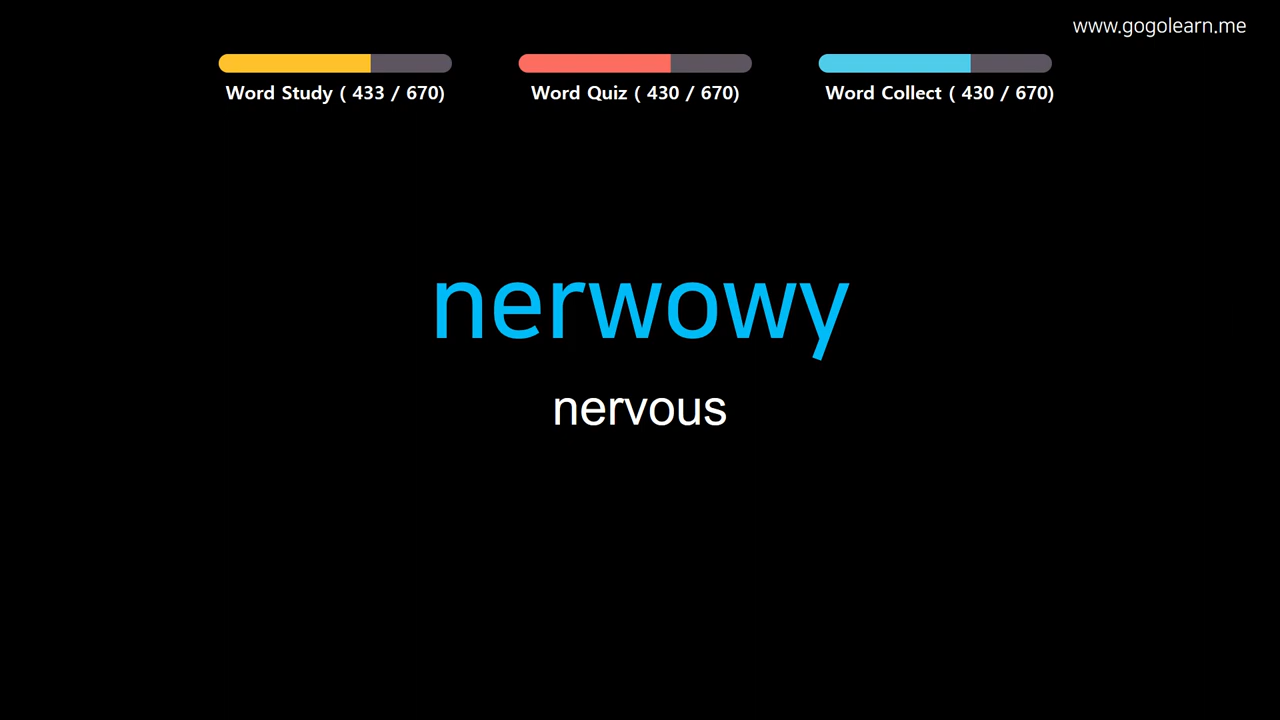 www.gogolearn.me
Word Study ( 433 / 670)
Word Quiz ( 430 / 670)
Word Collect ( 430 / 670)
nerwowy
nervous